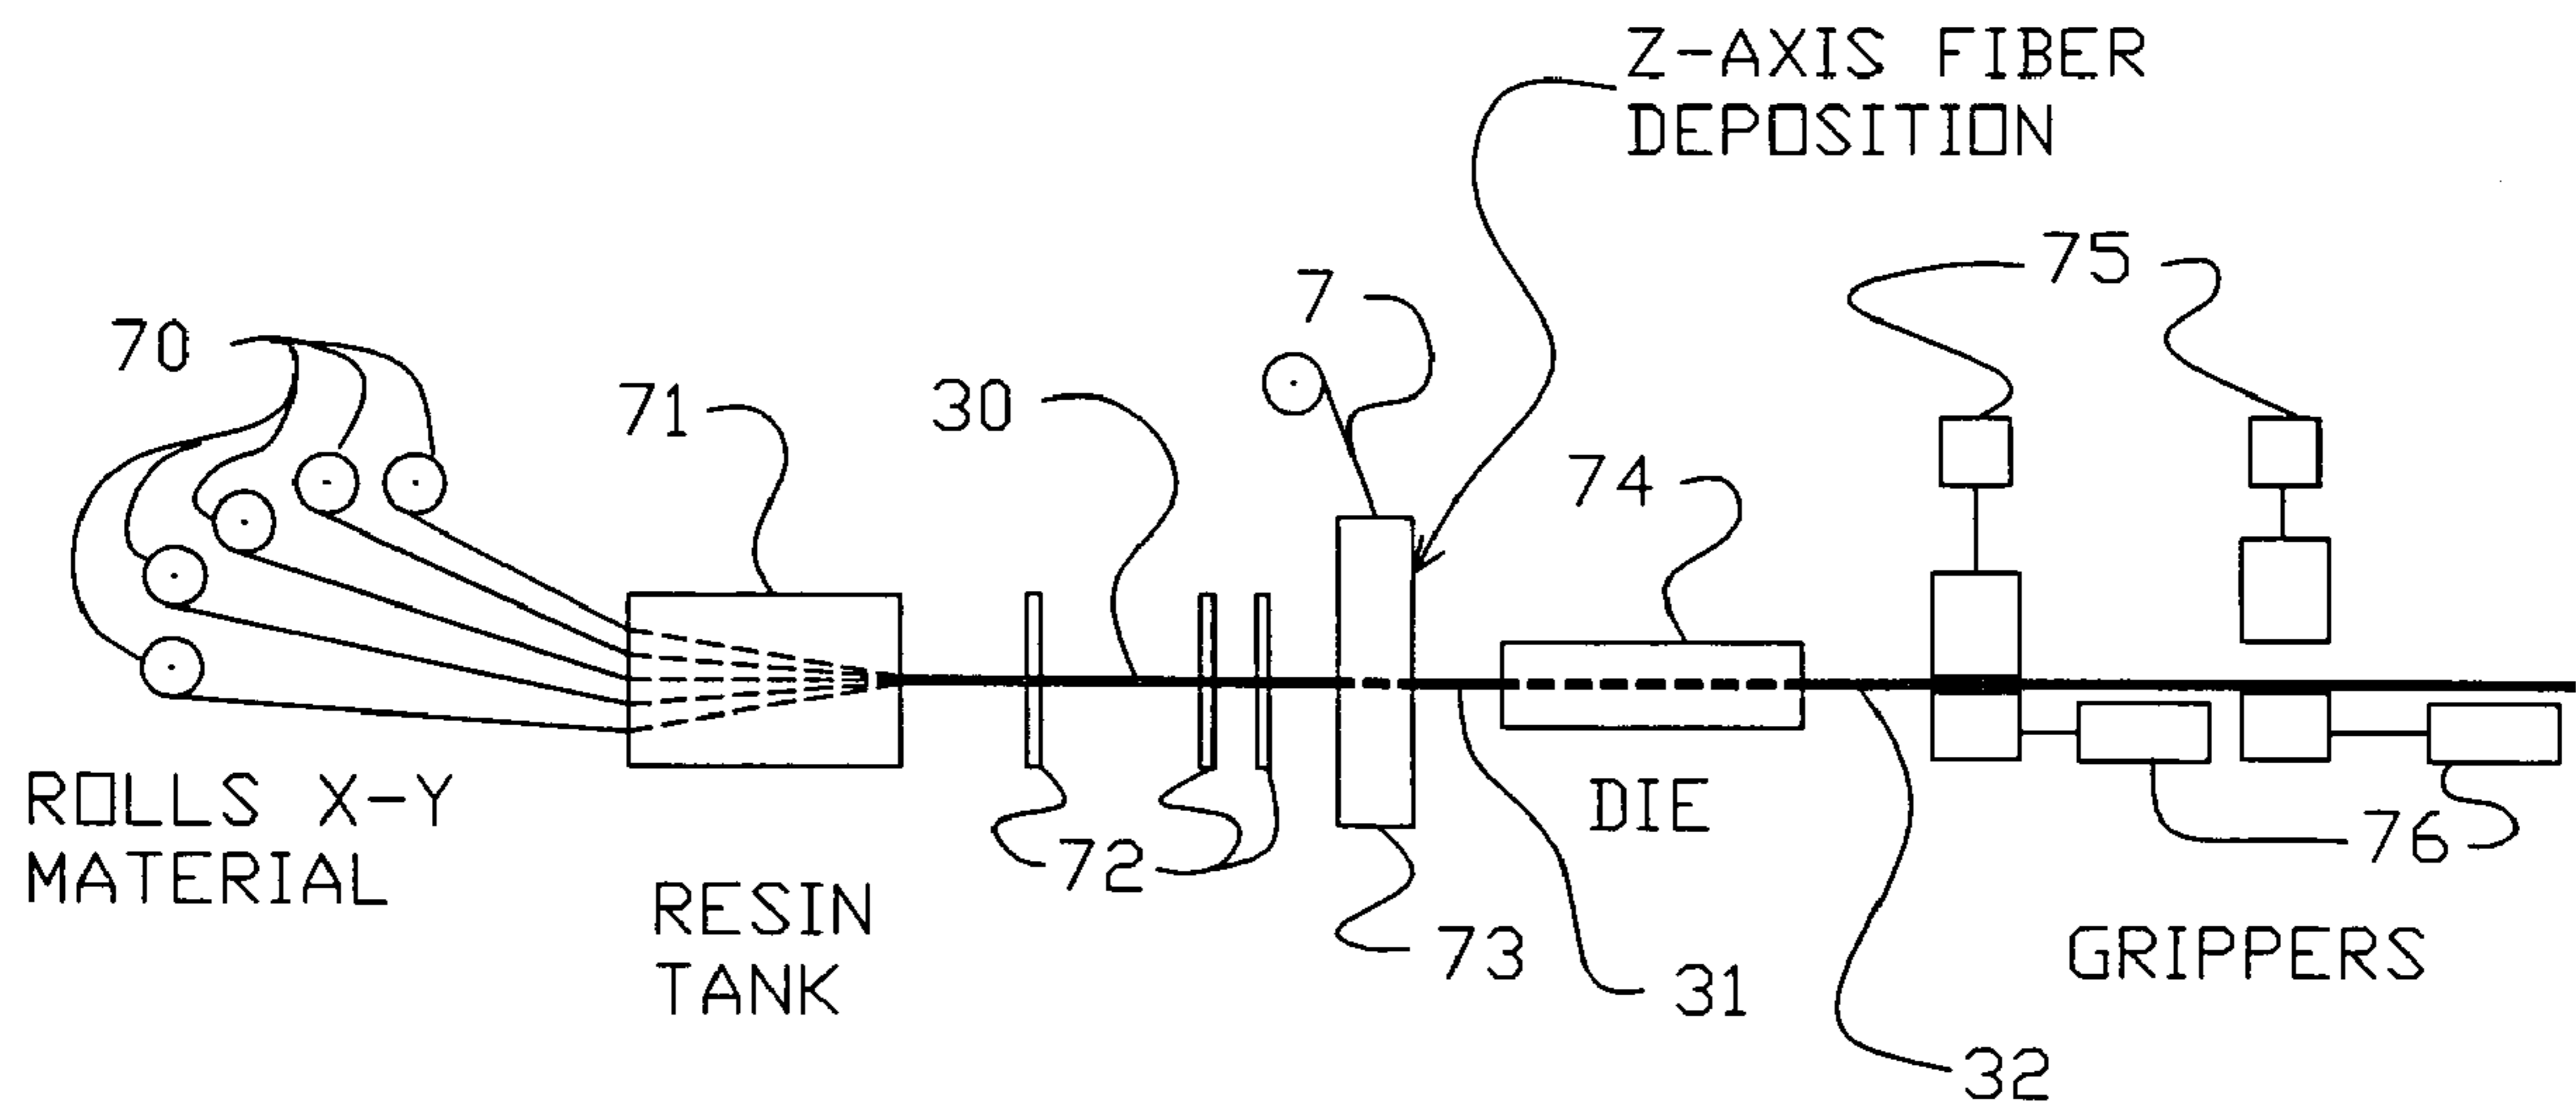 Z-AXIS FIBER
DEPOSITION
75
7
70
71
30
74
ROLLS X-Y
MATERIAL
DIE
72
76
RESIN
TANK
73
31
GRIPPERS
32